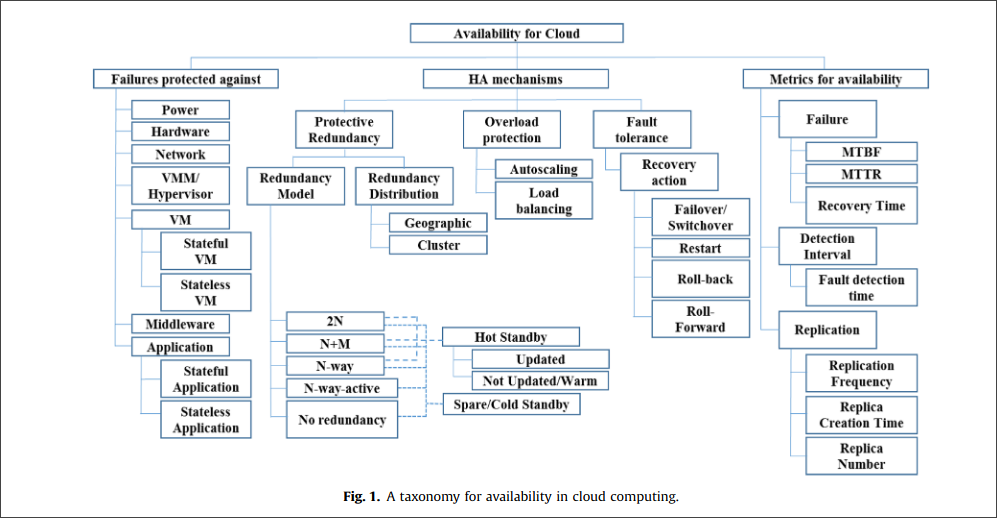 Availability for Cloud
Failures protected against
HA mechanisms
Metrics for availability
Power
Hardware
Network
VMM/
Hypervisor
VM
Stateful
VM
Stateless
VM
Middleware
Application
Stateful
Application
Stateless
Application
Protective
Redundancy
Redundancy
Model
Redundancy
Distribution
Geographic
Cluster
2N
N+M
N-way
N-way-active
No redundancy
Hot Standby
Updated
Not Updated/Warm
Spare/Cold Standby
Overload
protection
Autoscaling
Load
balancing
Fault
tolerance
Recovery
action
Failover/
Switchover
Restart
Roll-back
Roll-
Forward
Failure
MTBF
MTTR
Recovery Time
Detection
Interval
Fault detection
time
Replication
Replication
Frequency
Replica
Creation Time
Replica
Number
Fig. 1. A taxonomy for availability in cloud computing.